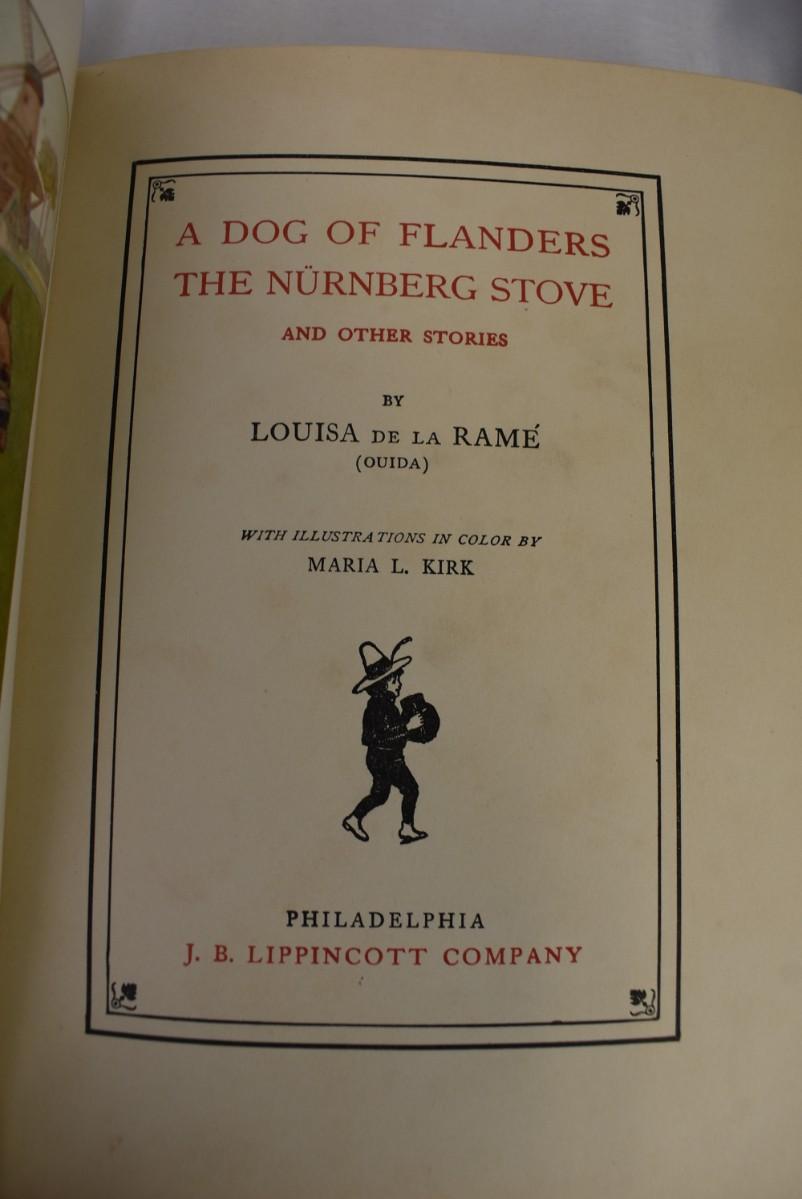 A DOG OF FLANDERS
THE NÜRNBERG STOVE
AND OTHER STORIES
BY
LOUISA DE LA RAMÉ
(OUIDA)
WITH ILLUSTRATIONS IN COLOR BY
MARIA L. KIRK
PHILADELPHIA
J. B. LIPPINCOTT COMPANY